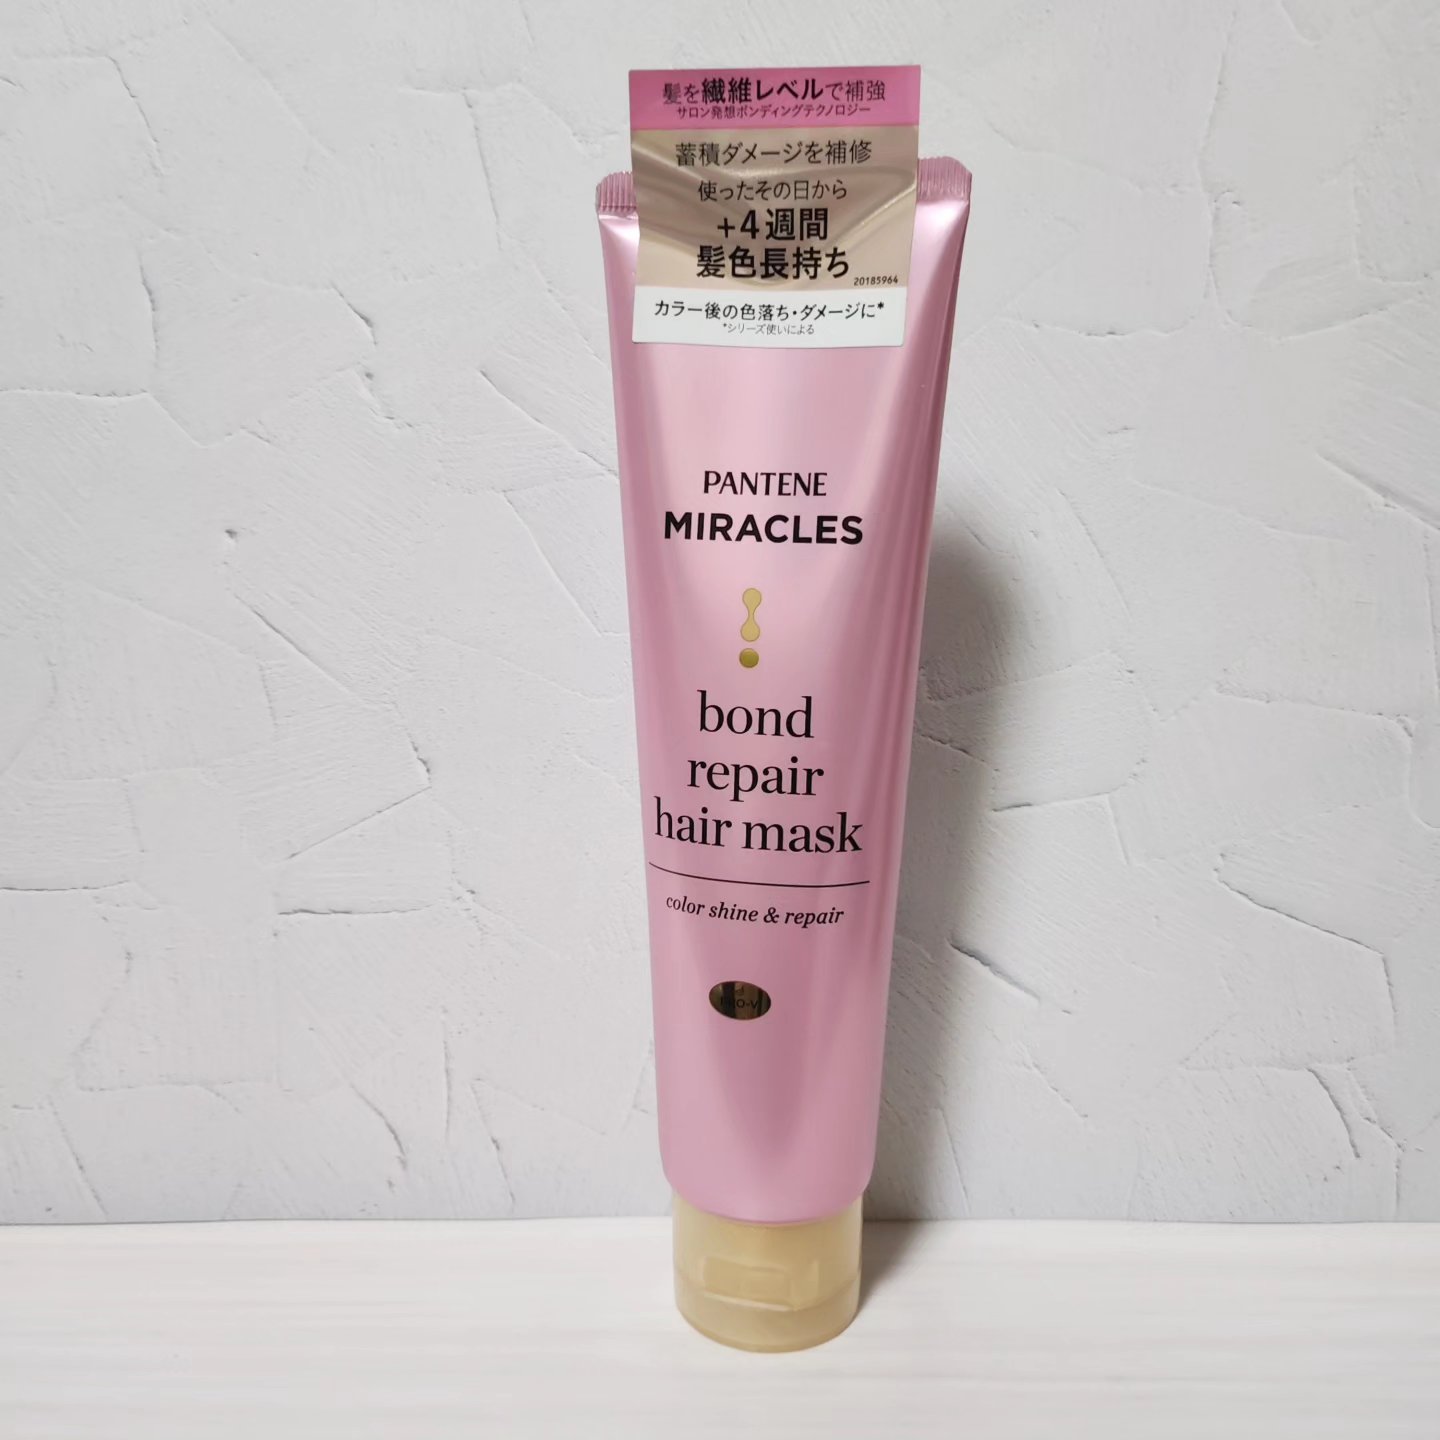 髪を繊維レベルで補強
サロン発想ボンディングテクノロジー
蓄積ダメージを補修
使ったその日から
+4週間
髪色長持ち
20185964
カラー後の色落ち・ダメージに*
*シリーズ使いによる
PANTENE
MIRACLES
bond
repair
hair mask
color shine & repair